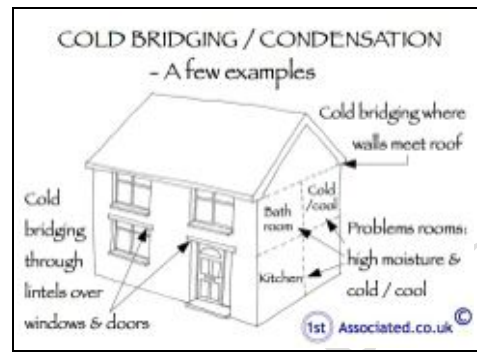 COLD BRIDGING / CONDENSATION
- A few examples
Cold bridging where
walls meet roof
Cold
bridging
through
lintels over
windows & doors
Bath
room
Cold
/cool
Kitchen
Problems rooms:
high moisture &
cold / cool
1st Associated.co.uk ©